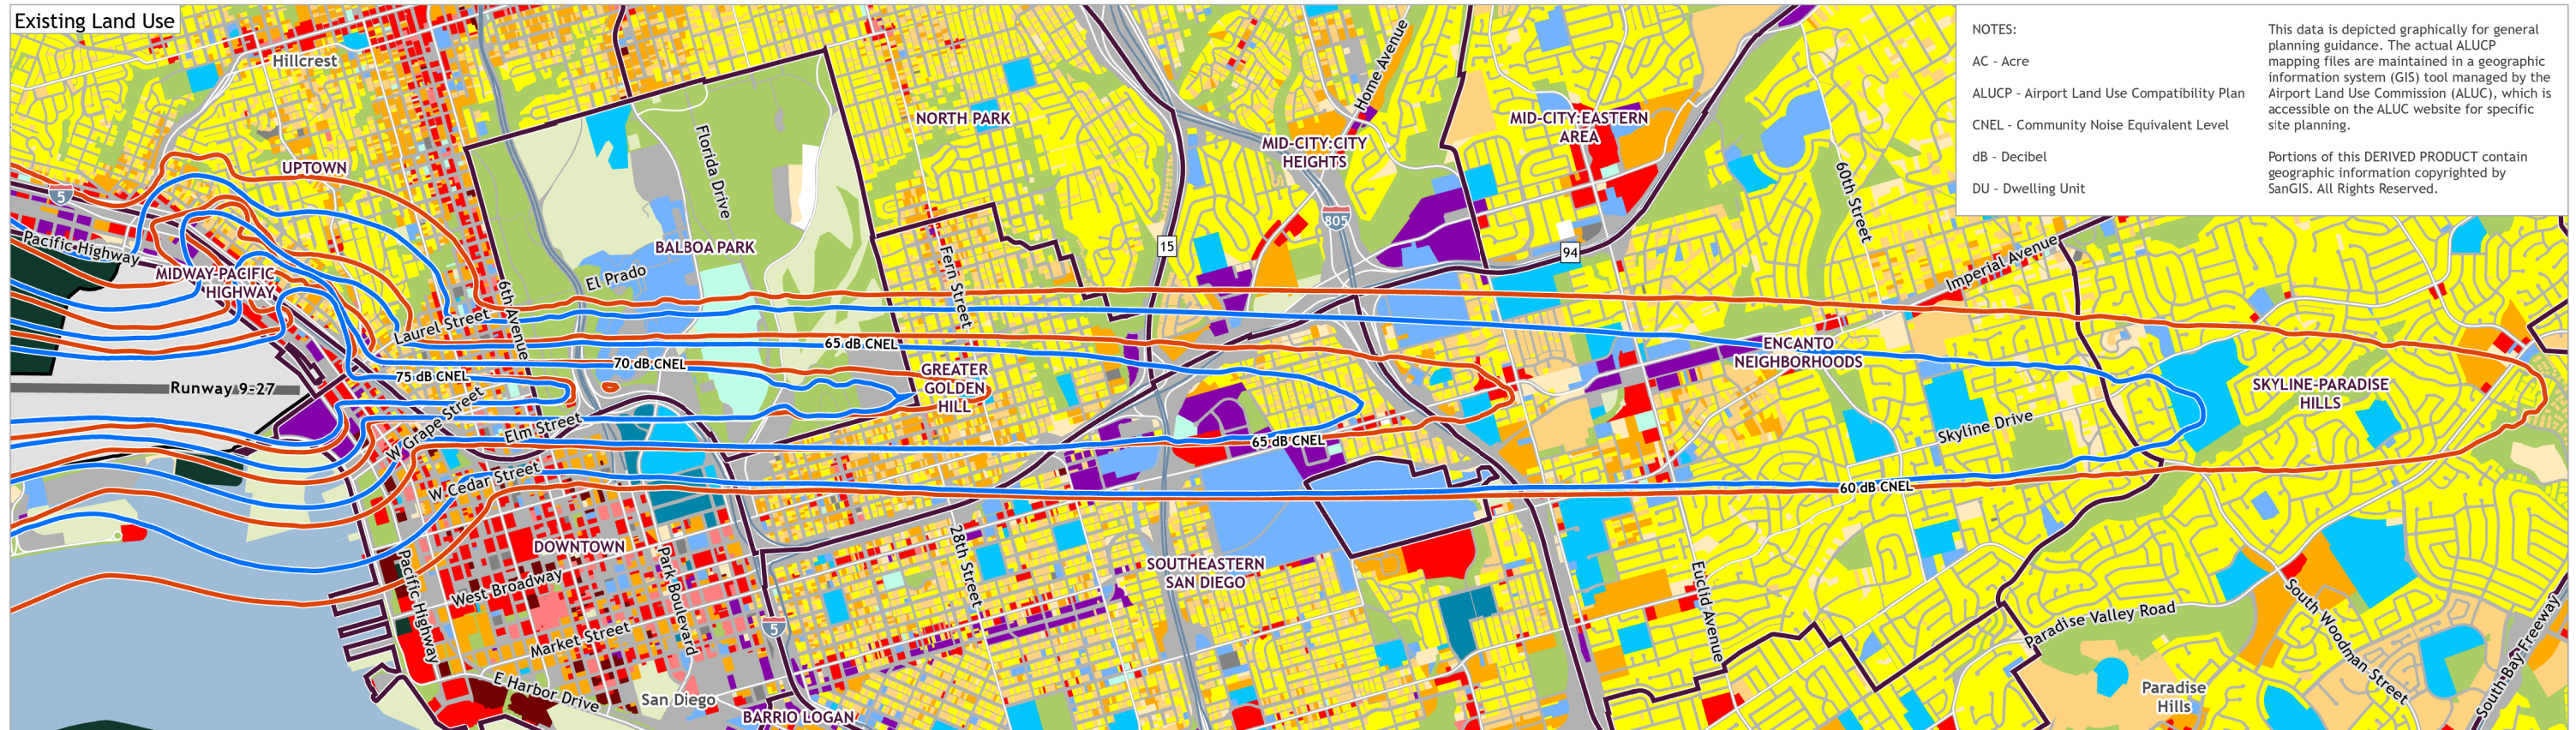 Existing Land Use
NOTES:
AC - Acre
ALUCP - Airport Land Use Compatibility Plan
CNEL - Community Noise Equivalent Level
dB - Decibel
DU - Dwelling Unit
This data is depicted graphically for general
planning guidance. The actual ALUCP
mapping files are maintained in a geographic
information system (GIS) tool managed by the
Airport Land Use Commission (ALUC), which is
accessible on the ALUC website for specific
site planning.
Portions of this DERIVED PRODUCT contain
geographic information copyrighted by
SanGIS. All Rights Reserved.
Hillcrest
UPTOWN
5
Pacific Highway
MIDWAY-PACIFIC
HIGHWAY
Laurel Street
6th Avenue
El Prado
Florida Drive
BALBOA PARK
NORTH PARK
Fern Street
15
Home Avenue
MID-CITY:CITY
HEIGHTS
805
MID-CITY:EASTERN
AREA
94
60th Street
Imperial Avenue
65 dB CNEL
70 dB CNEL
75 dB CNEL
Runway 9-27
GREATER
GOLDEN
HILL
ENCANTO
NEIGHBORHOODS
SKYLINE-PARADISE
HILLS
Skyline Drive
W Grape Street
Elm Street
W Cedar Street
65 dB CNEL
60 dB CNEL
DOWNTOWN
Pacific Highway
West Broadway
Market Street
Park Boulevard
E Harbor Drive
San Diego
5
BARRIO LOGAN
28th Street
SOUTHEASTERN
SAN DIEGO
Euclid Avenue
Paradise Valley Road
South Woodman Street
Paradise
Hills
South Bay Freeway